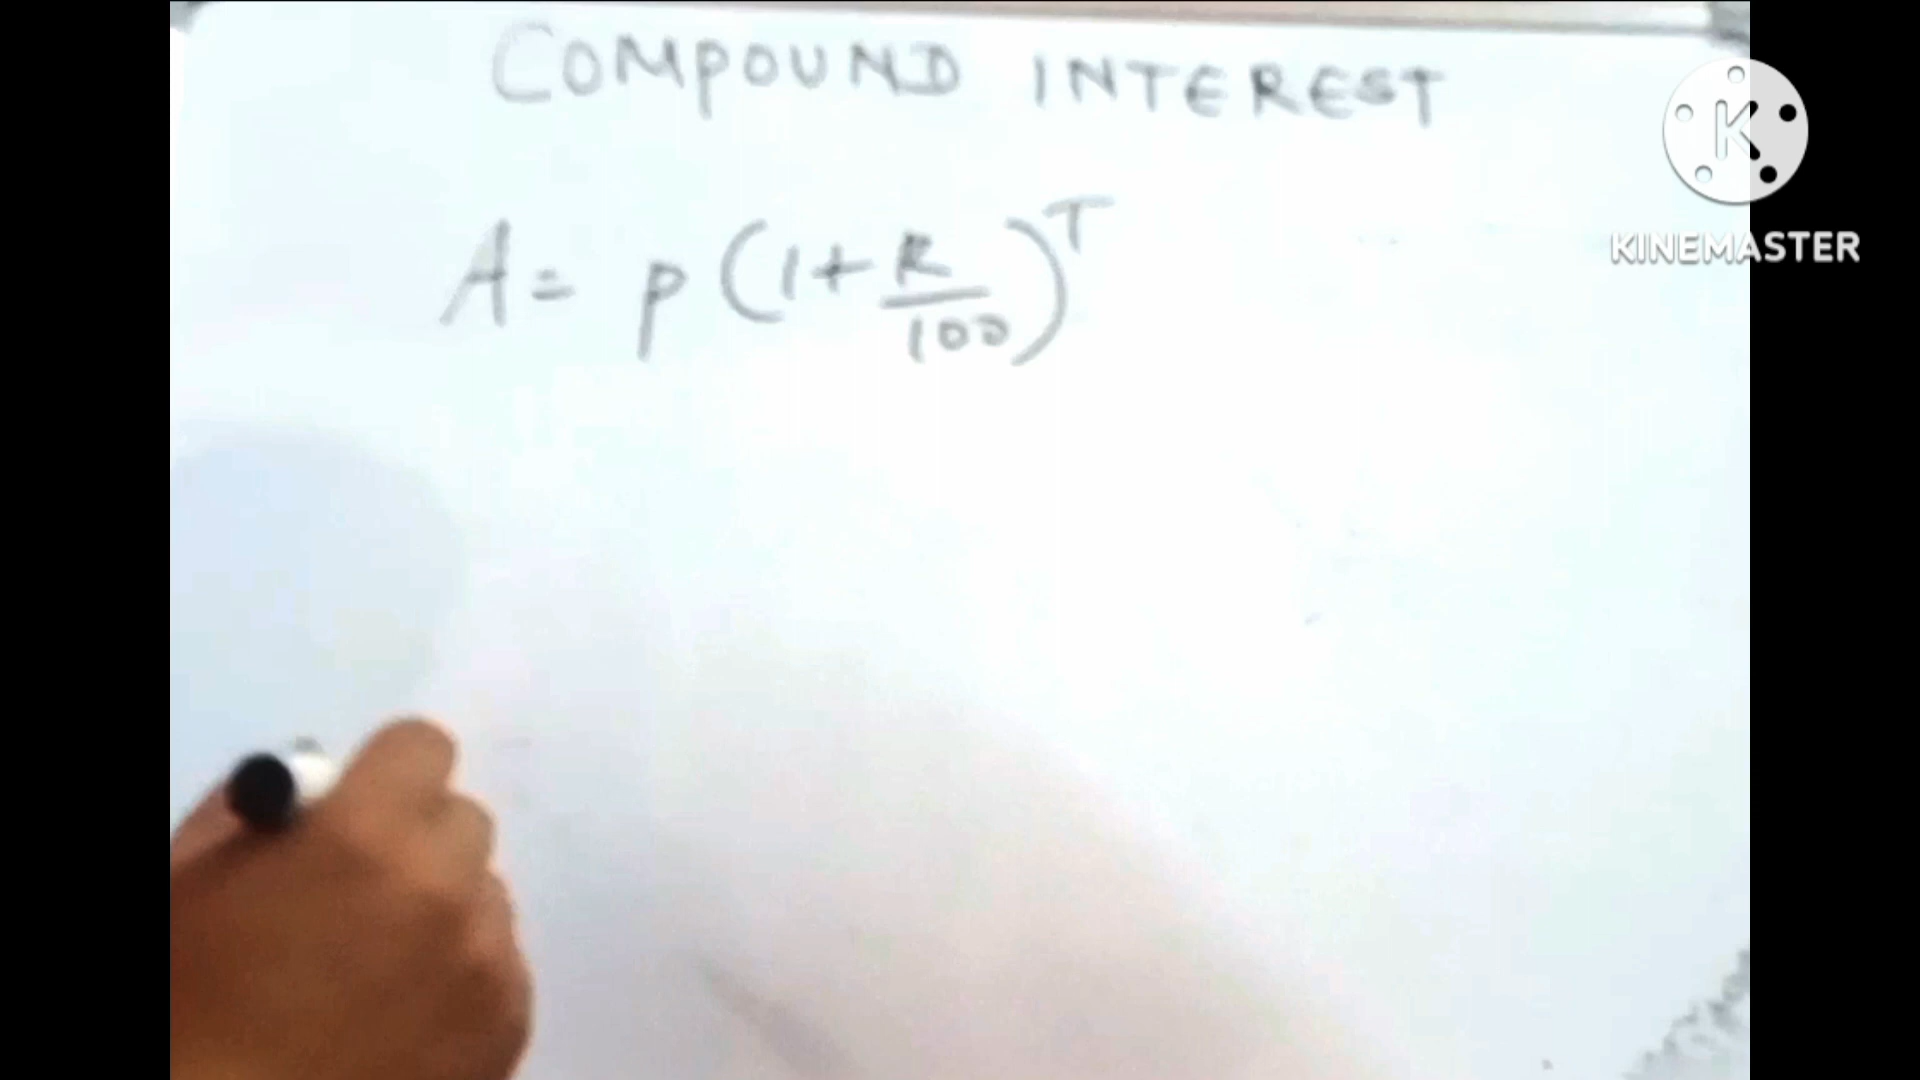 COMPOUND INTEREST
A = p (1 + R/100)^T
K
KINEMASTER